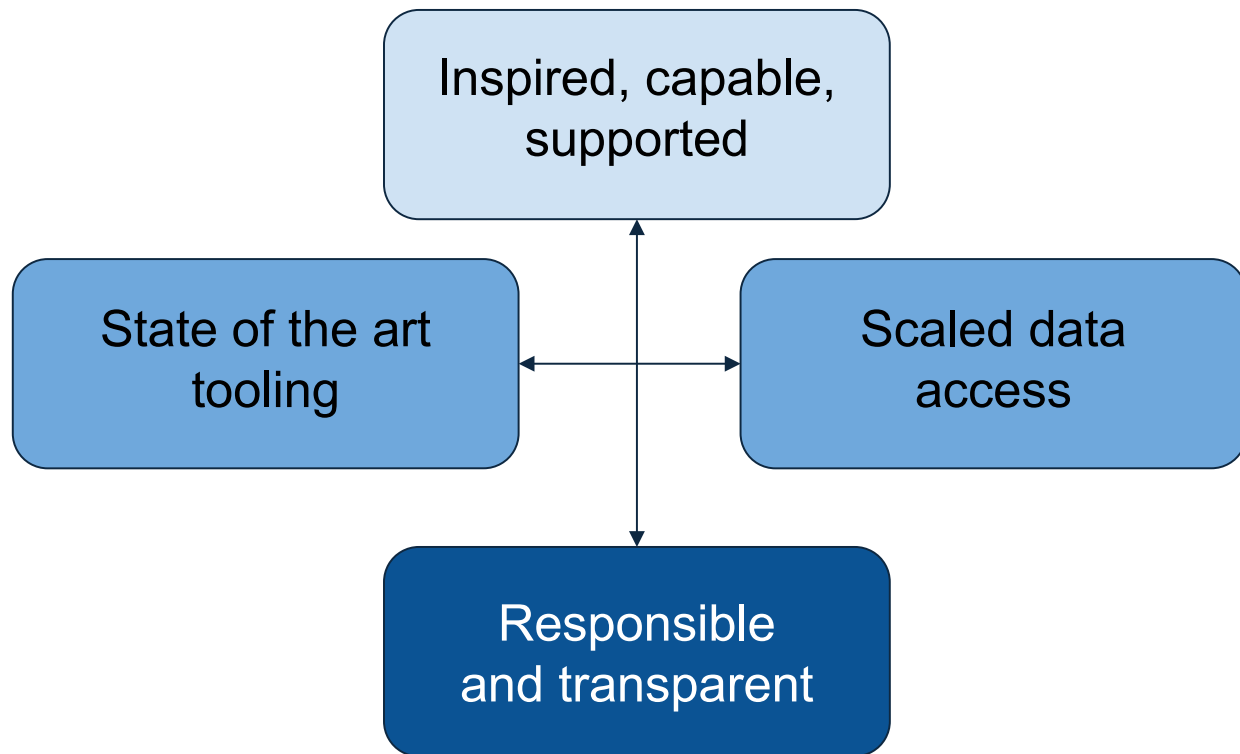 Inspired, capable,
supported
State of the art
tooling
Scaled data
access
Responsible
and transparent